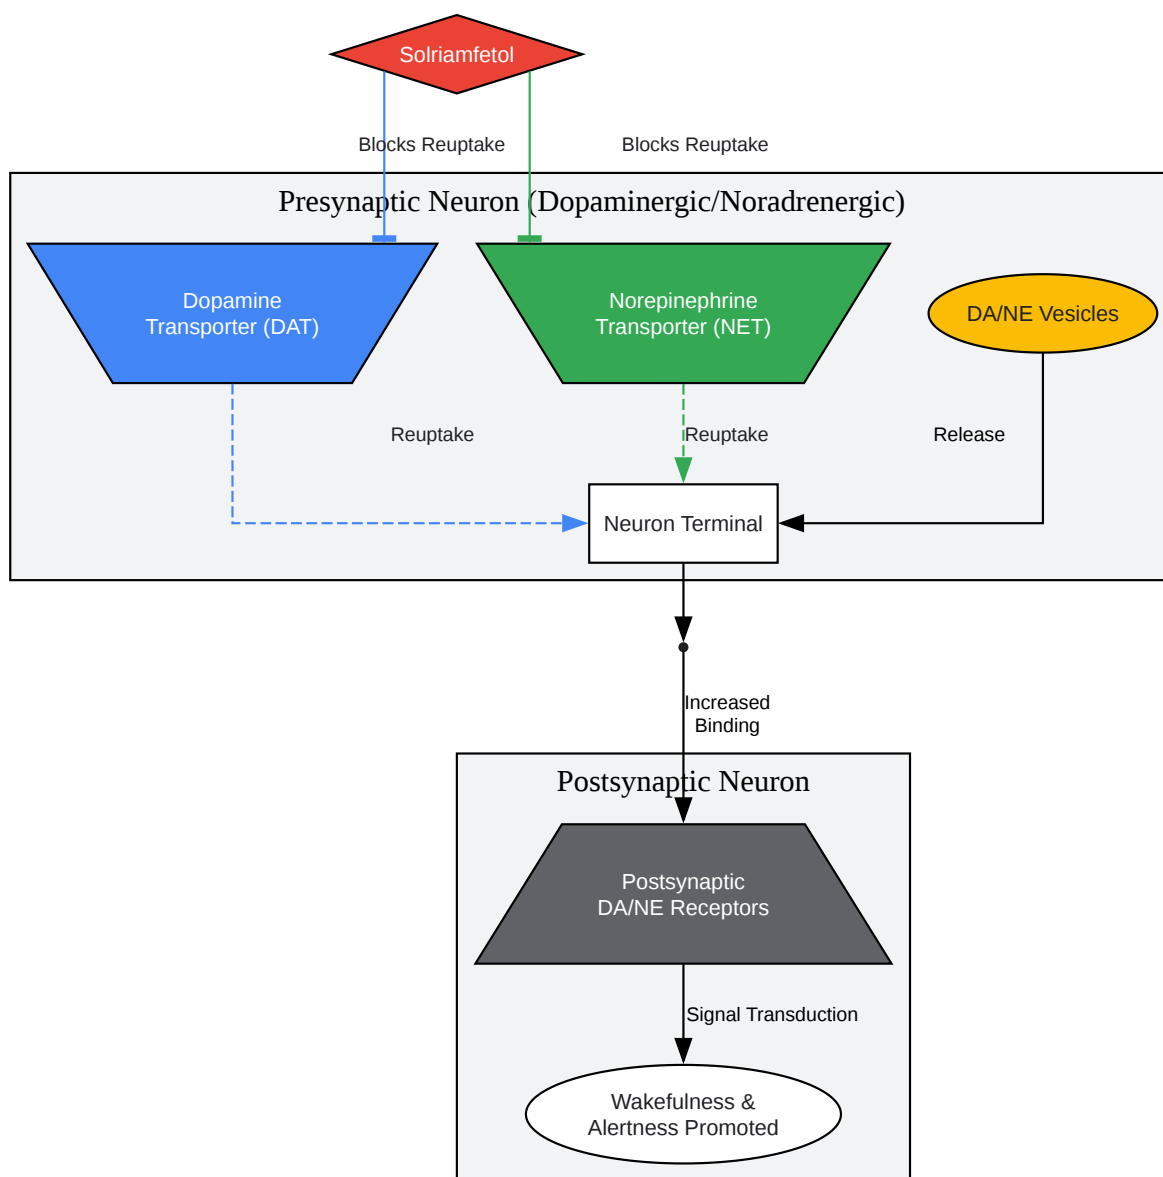 Solriamfetol
Blocks Reuptake
Blocks Reuptake
Presynaptic Neuron (Dopaminergic/Noradrenergic)
Dopamine
Transporter (DAT)
Norepinephrine
Transporter (NET)
DA/NE Vesicles
Reuptake
Reuptake
Release
Neuron Terminal
Increased
Binding
Postsynaptic Neuron
Postsynaptic
DA/NE Receptors
Signal Transduction
Wakefulness &
Alertness Promoted